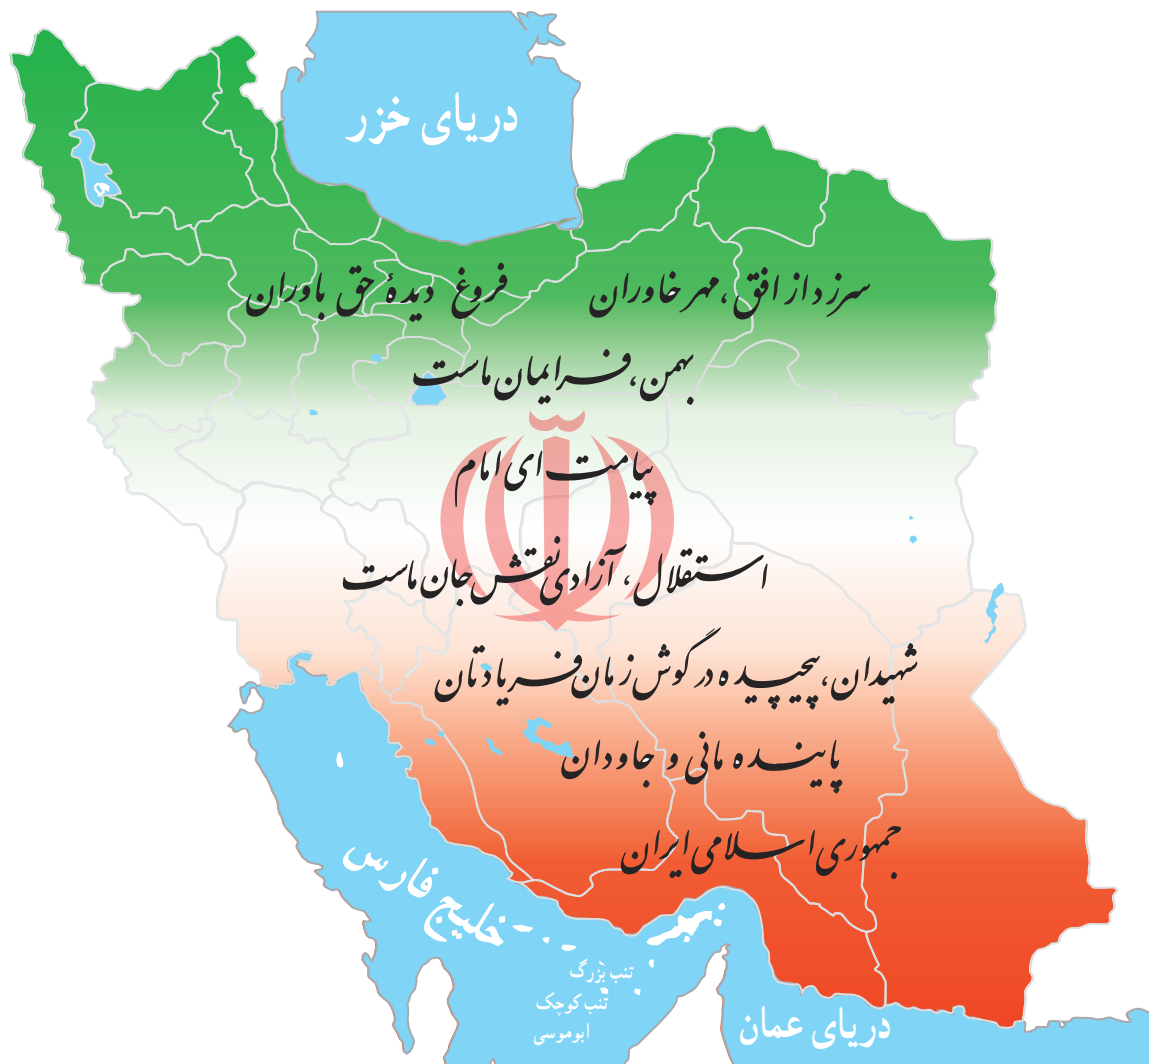 دریای خزر
سر زد از افق، مهر خاوران فروغ دیدهٔ حق باوران
بهمن، فرّ ایمان ماست
پیامت ای امام
استقلال، آزادی نقش جان ماست
شهیدان، پیچیده در گوش زمان فریادتان
پاینده مانی و جاودان
جمهوری اسلامی ایران
خلیج فارس
تنب بزرگ
تنب کوچک
ابوموسی
دریای عمان